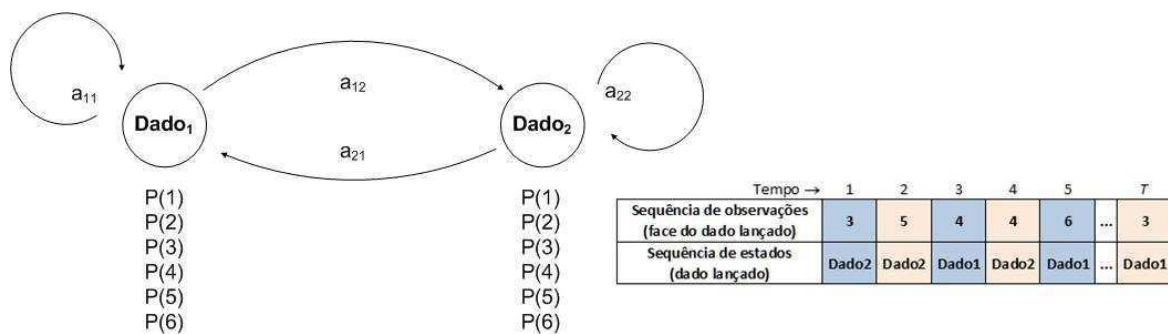 a11
a12
a22
Dado1
Dado2
a21
P(1)
P(2)
P(3)
P(4)
P(5)
P(6)
P(1)
P(2)
P(3)
P(4)
P(5)
P(6)
Tempo → 1 2 3 4 5 T
Sequência de observações
(face do dado lançado)
3 5 4 4 6 ... 3
Sequência de estados
(dado lançado)
Dado2 Dado2 Dado1 Dado2 Dado1 ... Dado1